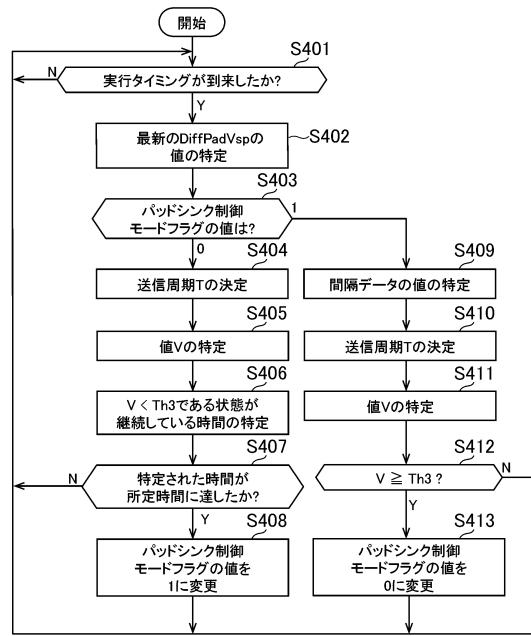 開始
S401
実行タイミングが到来したか?
N
Y
S402
最新のDiffPadVspの
値の特定
S403
パッドシンク制御
モードフラグの値は?
1
0
S404
送信周期Tの決定
S405
値Vの特定
S406
V < Th3である状態が
継続している時間の特定
S407
特定された時間が
所定時間に達したか?
N
Y
S408
パッドシンク制御
モードフラグの値を
1に変更
S409
間隔データの値の特定
S410
送信周期Tの決定
S411
値Vの特定
S412
V ≧ Th3 ?
N
Y
S413
パッドシンク制御
モードフラグの値を
0に変更